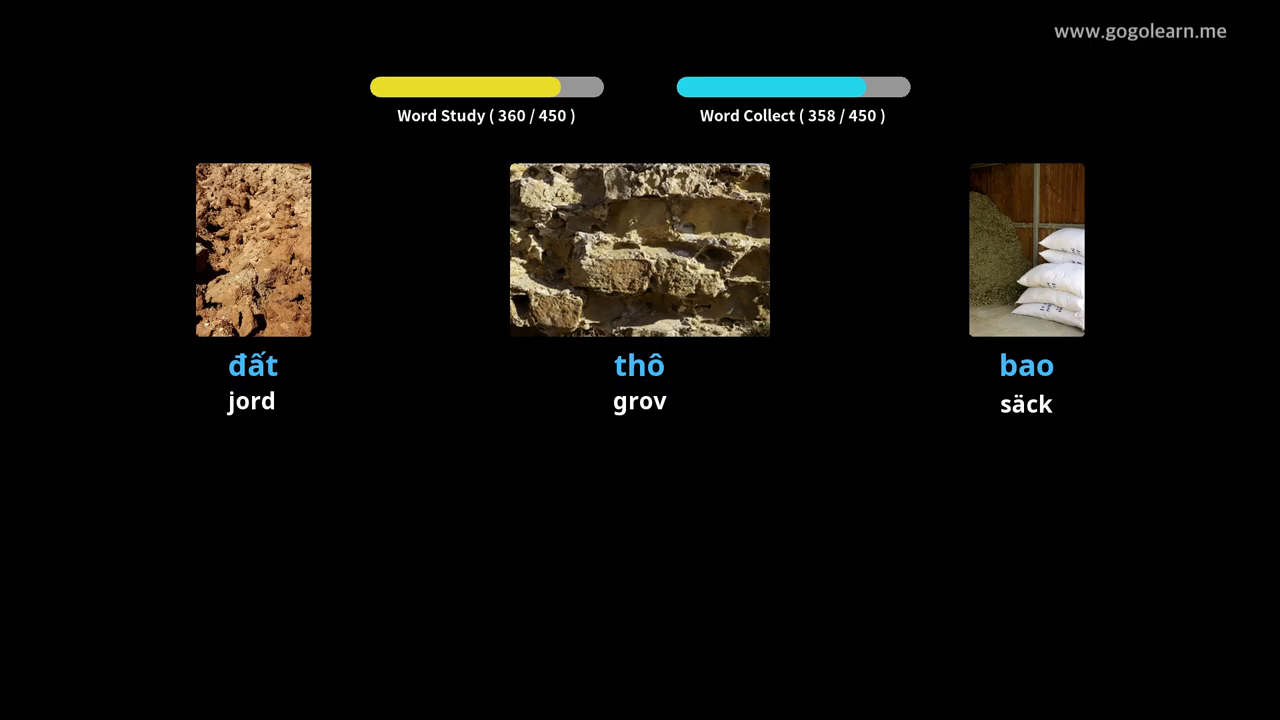 www.gogolearn.me
Word Study ( 360 / 450 )
Word Collect ( 358 / 450 )
đất
jord
thô
grov
bao
säck